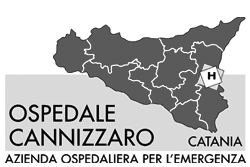 H
OSPEDALE
CANNIZZARO
CATANIA
AZIENDA OSPEDALIERA PER L'EMERGENZA